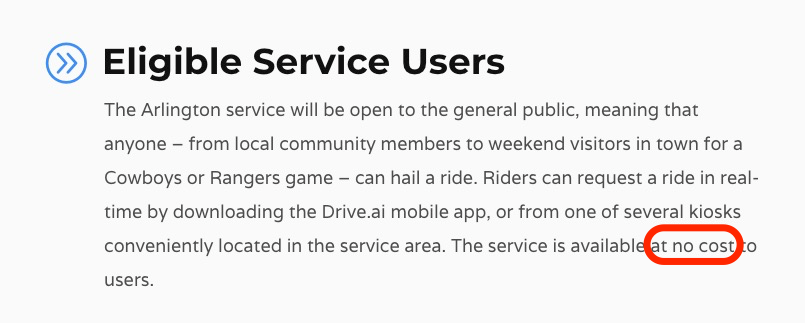 Eligible Service Users
The Arlington service will be open to the general public, meaning that
anyone – from local community members to weekend visitors in town for a
Cowboys or Rangers game – can hail a ride. Riders can request a ride in real-
time by downloading the Drive.ai mobile app, or from one of several kiosks
conveniently located in the service area. The service is available at no cost to
users.